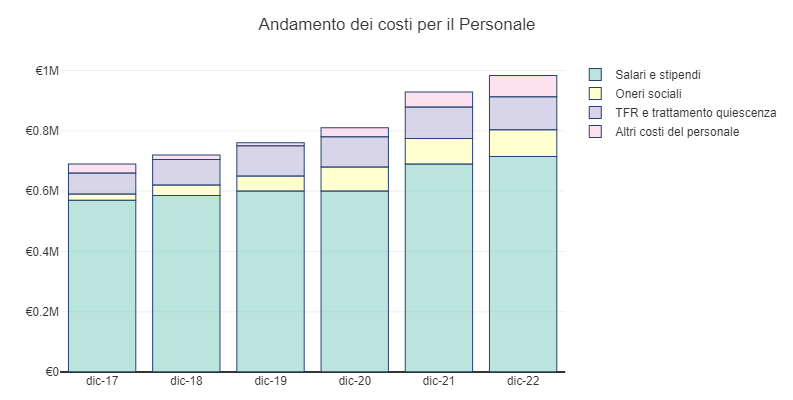 Andamento dei costi per il Personale
€1M
€0.8M
€0.6M
€0.4M
€0.2M
€0
dic-17
dic-18
dic-19
dic-20
dic-21
dic-22
Salari e stipendi
Oneri sociali
TFR e trattamento quiescenza
Altri costi del personale